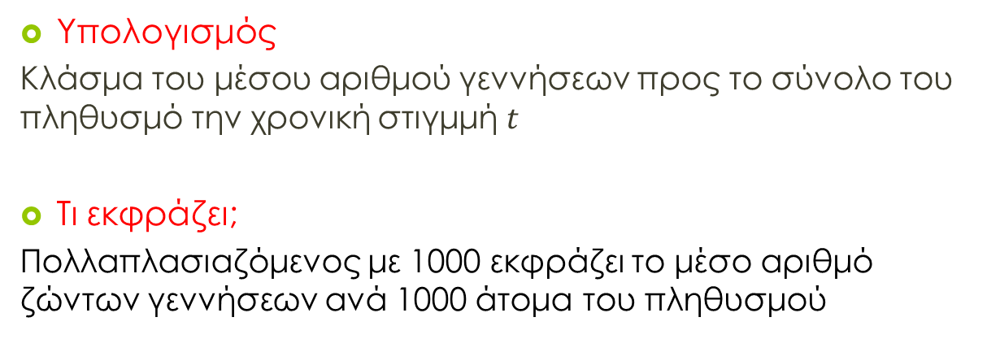 Υπολογισμός
Κλάσμα του μέσου αριθμού γεννήσεων προς το σύνολο του
πληθυσμό την χρονική στιγμμή t
Τι εκφράζει;
Πολλαπλασιαζόμενος με 1000 εκφράζει το μέσο αριθμό
ζώντων γεννήσεων ανά 1000 άτομα του πληθυσμού